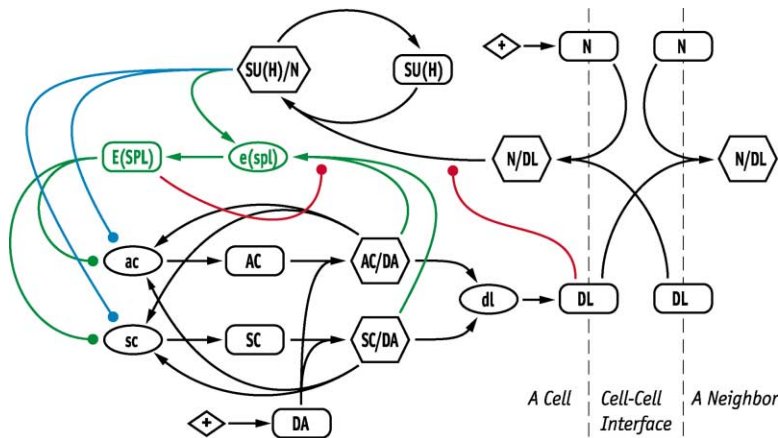 +
N
N
SU(H)/N
SU(H)
E(SPL)
e(spl)
N/DL
N/DL
ac
AC
AC/DA
dl
DL
DL
sc
SC
SC/DA
A Cell
Cell-Cell
Interface
A Neighbor
+
DA